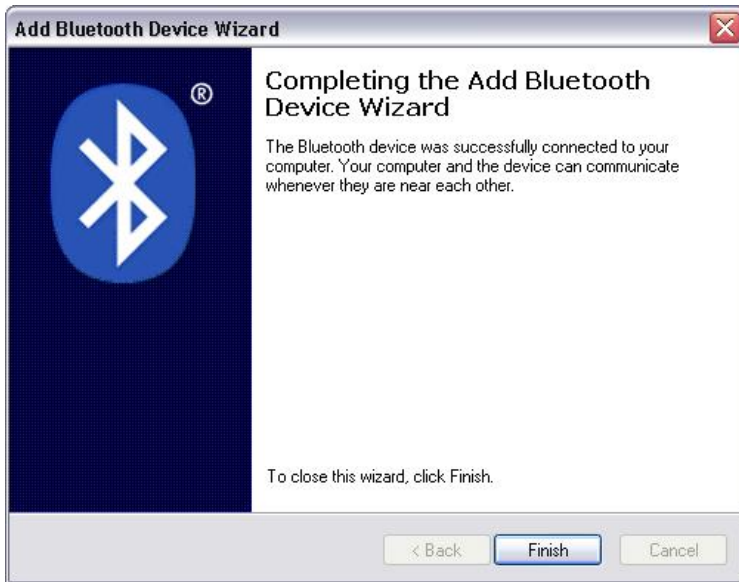 Add Bluetooth Device Wizard
®
Completing the Add Bluetooth
Device Wizard
The Bluetooth device was successfully connected to your
computer. Your computer and the device can communicate
whenever they are near each other.
To close this wizard, click Finish.
< Back Finish Cancel